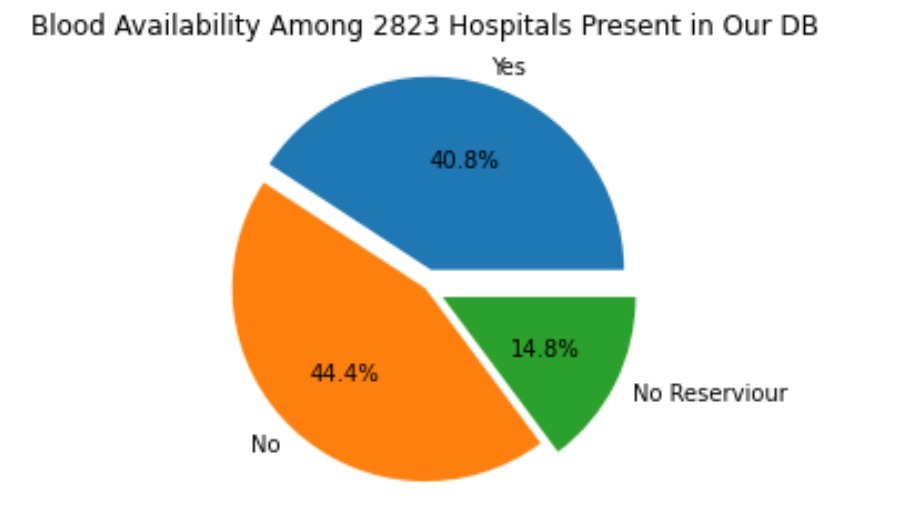 Blood Availability Among 2823 Hospitals Present in Our DB
Yes
40.8%
44.4%
No
14.8%
No Reserviour